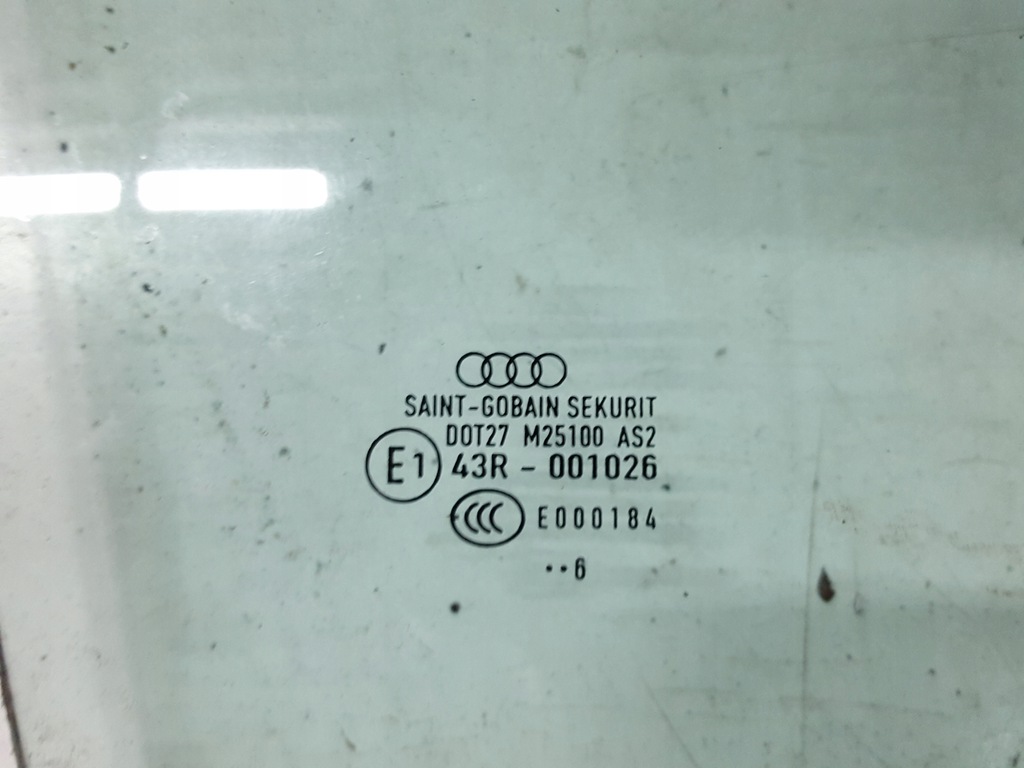 SAINT-GOBAIN SEKURIT
DOT27 M25100 AS2
E1 43R - 001026
CCC E000184
••6